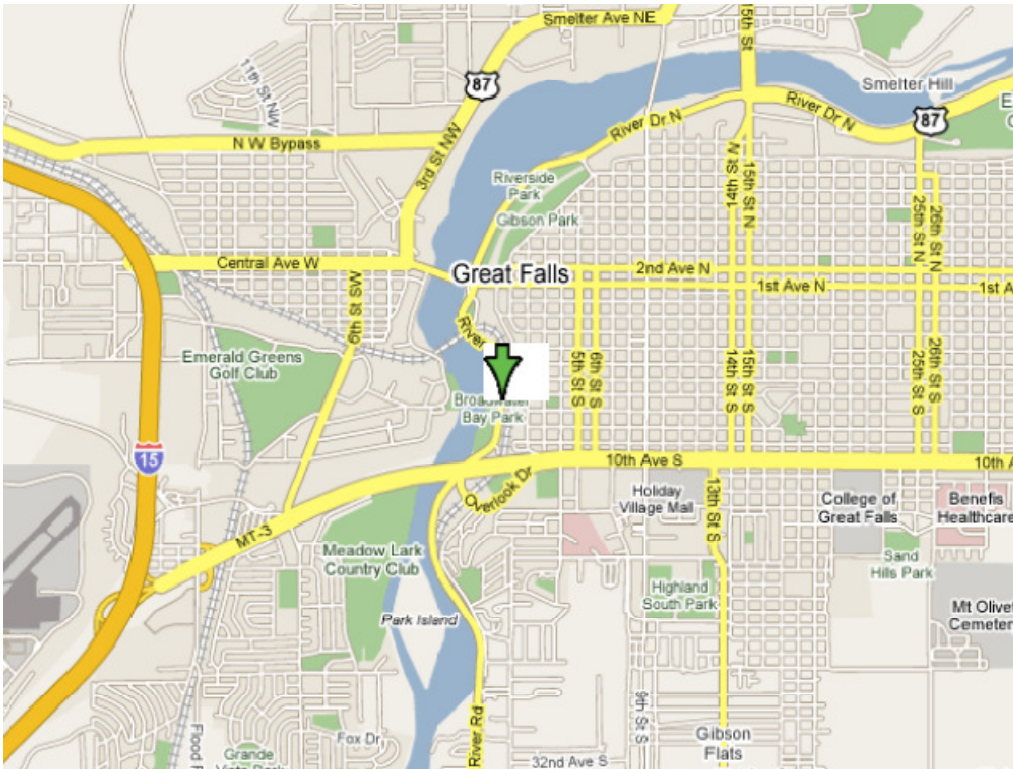 Smelter Ave NE
15th St
11th St NW
87
Smelter Hill
River Dr N
87
River Dr N
N W Bypass
3rd St NW
Riverside
Park
Gibson Park
14th St N
15th St N
25th St N
26th St N
Central Ave W
Great Falls
2nd Ave N
1st Ave N
1st A
6th St SW
River
Emerald Greens
Golf Club
5th St S
6th St S
14th St S
15th St S
25th St S
26th St S
Broadwater
Bay Park
15
10th Ave S
10th A
Overlook Dr
Holiday
Village Mall
13th St S
College of
Great Falls
Benefis
Healthcare
MT-3
Meadow Lark
Country Club
Sand
Hills Park
Highland
South Park
Park Island
Mt Olivet
Cemeter
9th St S
River Rd
Fox Dr
Flood R
Gibson
Flats
Grande
Vista Park
32nd Ave S